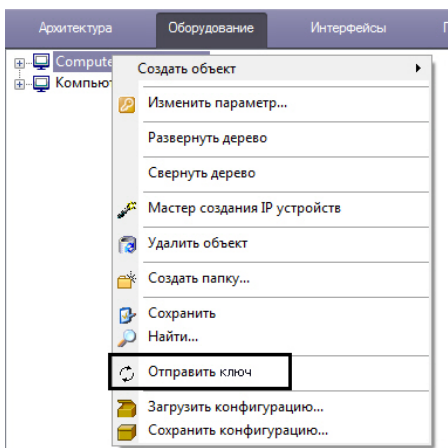 Архитектура Оборудование Интерфейсы
Compute
Компьют
Создать объект
Изменить параметр...
Развернуть дерево
Свернуть дерево
Мастер создания IP устройств
Удалить объект
Создать папку...
Сохранить
Найти...
Отправить ключ
Загрузить конфигурацию...
Сохранить конфигурацию...